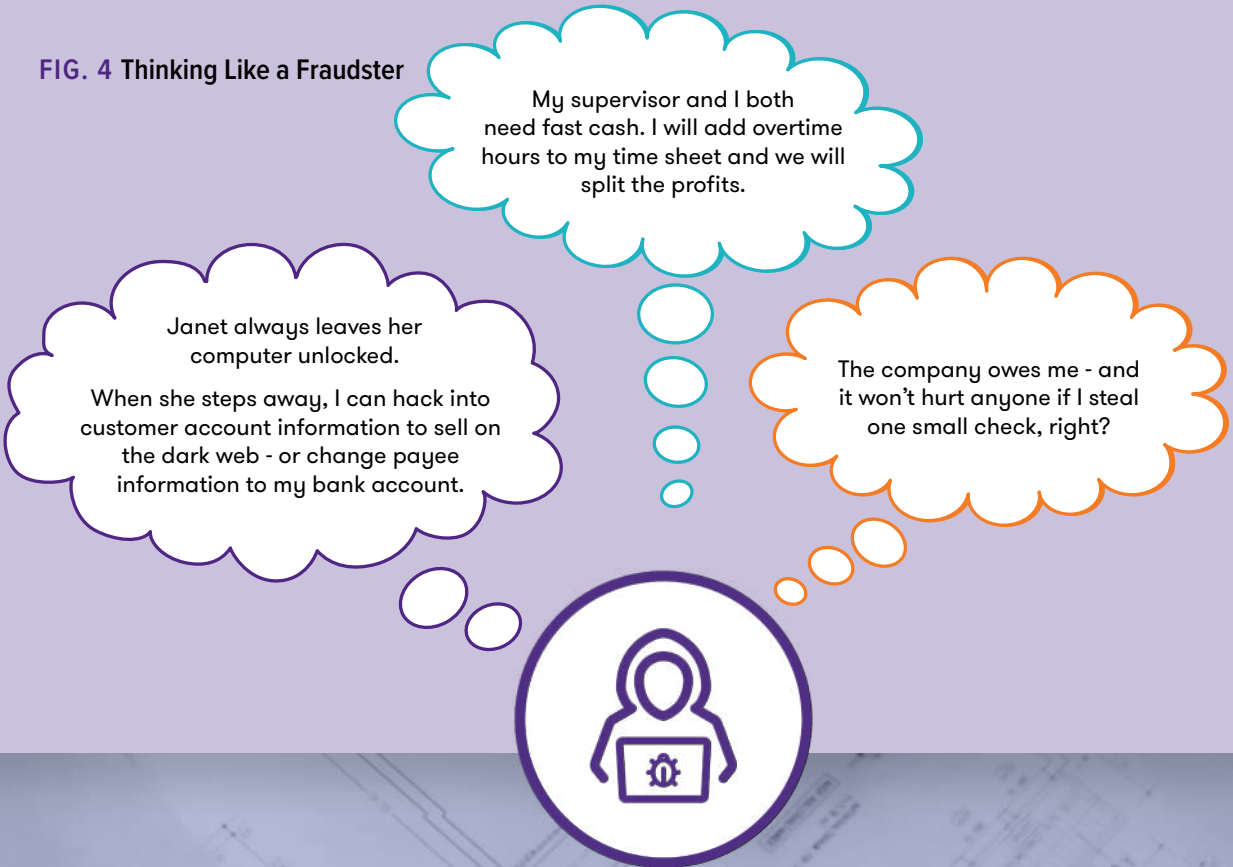 FIG. 4 Thinking Like a Fraudster
My supervisor and I both
need fast cash. I will add overtime
hours to my time sheet and we will
split the profits.
Janet always leaves her
computer unlocked.
When she steps away, I can hack into
customer account information to sell on
the dark web - or change payee
information to my bank account.
The company owes me - and
it won't hurt anyone if I steal
one small check, right?